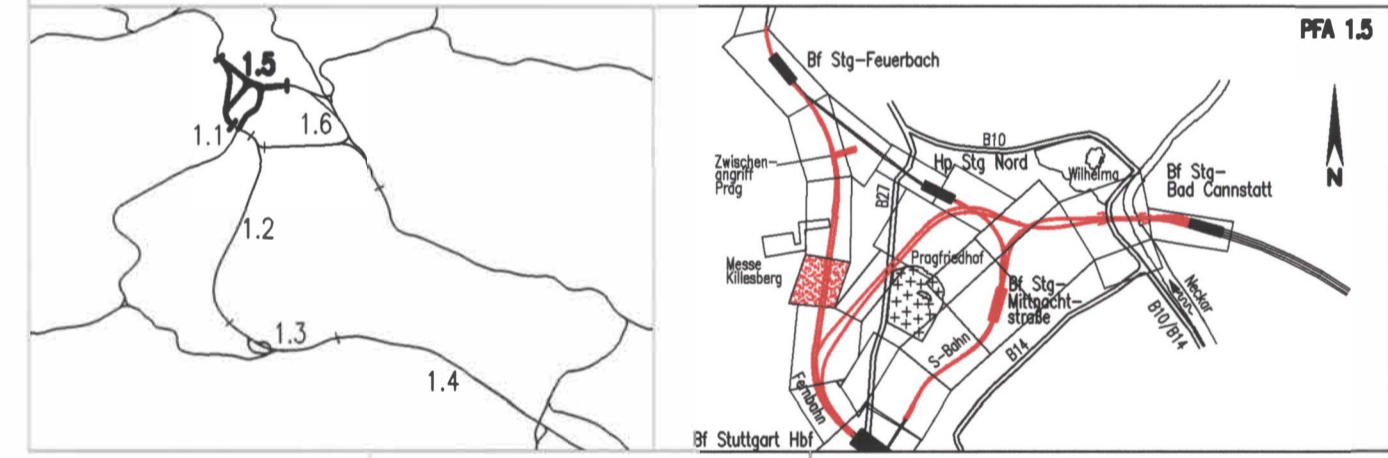 1.5
1.1
1.6
1.2
1.3
1.4
PFA 1.5
Bf Stg-Feuerbach
B10
Zwischen-
angriff
Prag
Hp Stg Nord
Wilhelma
Bf Stg-
Bad Cannstatt
N
B27
Messe
Killesberg
Pragfriedhof
Bf Stg-
Mittnacht-
straße
Neckar
B10/B14
S-Bahn
B14
Fernbahn
Bf Stuttgart Hbf